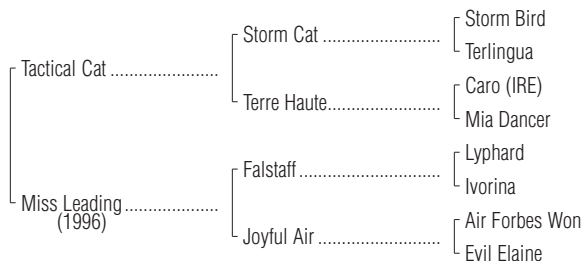 Storm Bird
Storm Cat ........................
Terlingua
Tactical Cat ......................
Caro (IRE)
Terre Haute ......................
Mia Dancer
Lyphard
Falstaff ............................
Ivorina
Miss Leading ...................
(1996)
Air Forbes Won
Joyful Air ........................
Evil Elaine